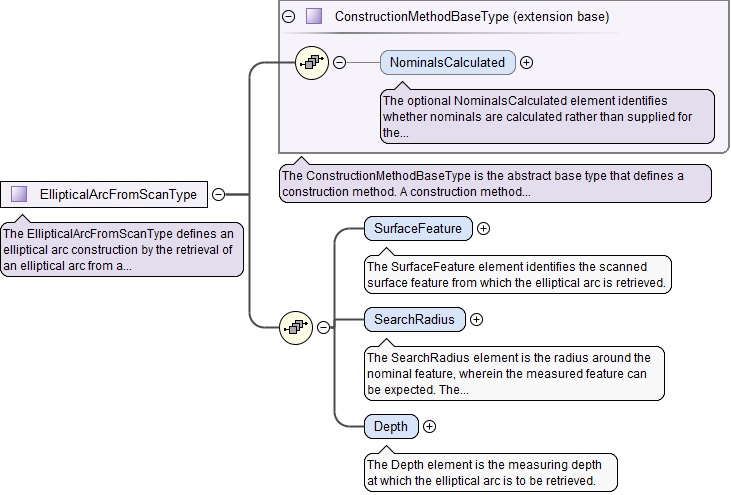 ConstructionMethodBaseType (extension base)
NominalsCalculated
The optional NominalsCalculated element identifies
whether nominals are calculated rather than supplied for
the...
The ConstructionMethodBaseType is the abstract base type that defines a
construction method. A construction method...
EllipticalArcFromScanType
The EllipticalArcFromScanType defines an
elliptical arc construction by the retrieval of
an elliptical arc from a...
SurfaceFeature
The SurfaceFeature element identifies the scanned
surface feature from which the elliptical arc is retrieved.
SearchRadius
The SearchRadius element is the radius around the
nominal feature, wherein the measured feature can
be expected. The...
Depth
The Depth element is the measuring depth
at which the elliptical arc is to be retrieved.